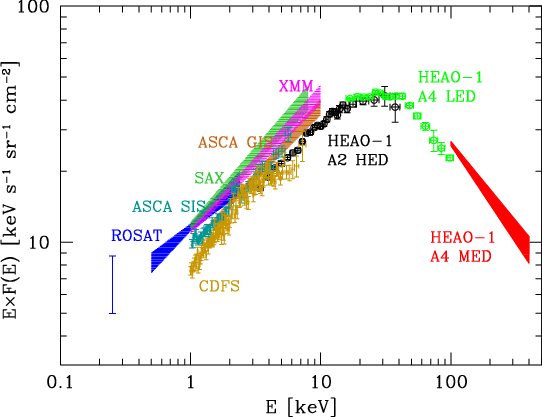 100
XMM
HEAO-1
A4 LED
ASCA GIS
HEAO-1
A2 HED
SAX
ASCA SIS
ROSAT
HEAO-1
A4 MED
10
CDFS
E×F(E) [keV s⁻¹ sr⁻¹ cm⁻²]
0.1 1 10 100
E [keV]